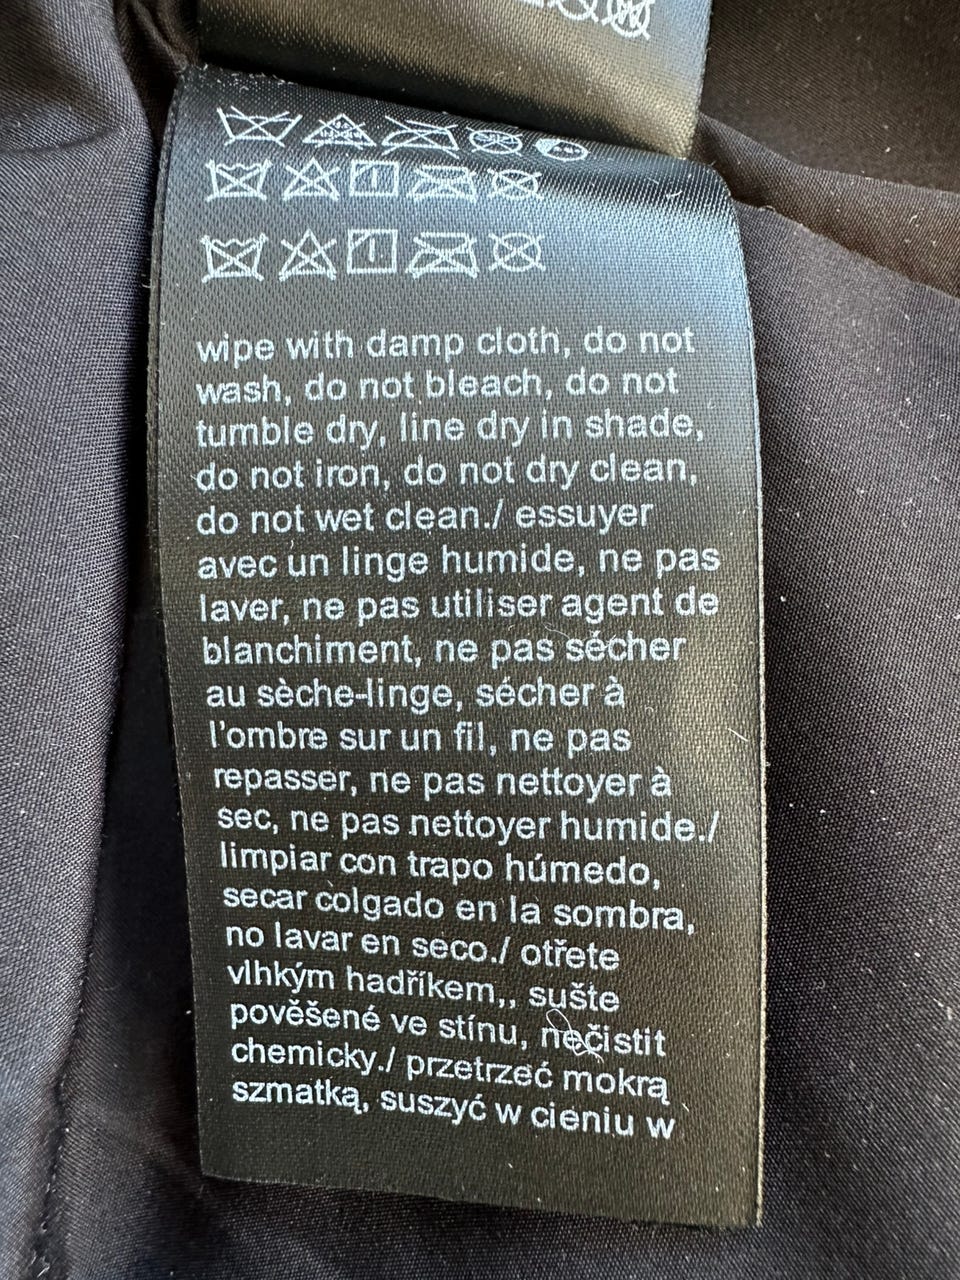 wipe with damp cloth, do not
wash, do not bleach, do not
tumble dry, line dry in shade,
do not iron, do not dry clean,
do not wet clean./ essuyer
avec un linge humide, ne pas
laver, ne pas utiliser agent de
blanchiment, ne pas sécher
au sèche-linge, sécher à
l'ombre sur un fil, ne pas
repasser, ne pas nettoyer à
sec, ne pas nettoyer humide./
limpiar con trapo húmedo,
secar colgado en la sombra,
no lavar en seco./ otřete
vlhkým hadříkem,, sušte
pověšené ve stínu, nečistit
chemicky./ przetrzeć mokrą
szmatką, suszyć w cieniu w